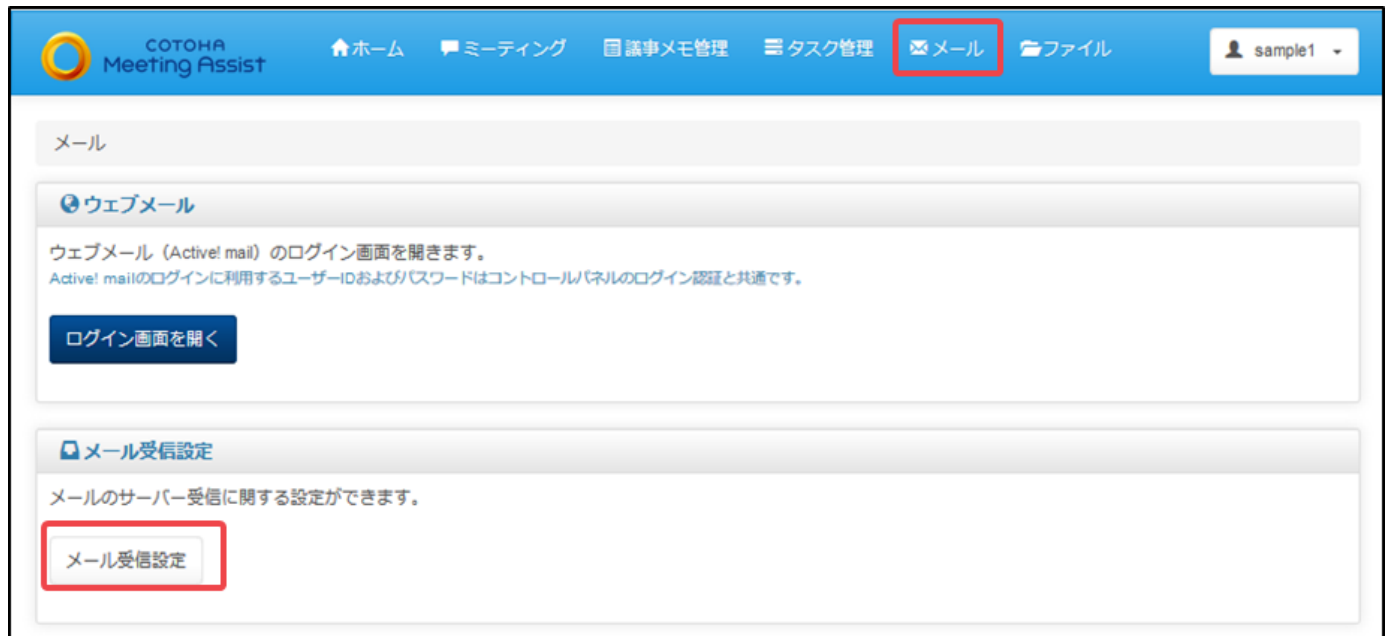 COTOHA
Meeting Assist
ホーム
ミーティング
議事メモ管理
タスク管理
メール
ファイル
sample1
メール
ウェブメール
ウェブメール（Active! mail）のログイン画面を開きます。
Active! mailのログインに利用するユーザーIDおよびパスワードはコントロールパネルのログイン認証と共通です。
ログイン画面を開く
メール受信設定
メールのサーバー受信に関する設定ができます。
メール受信設定